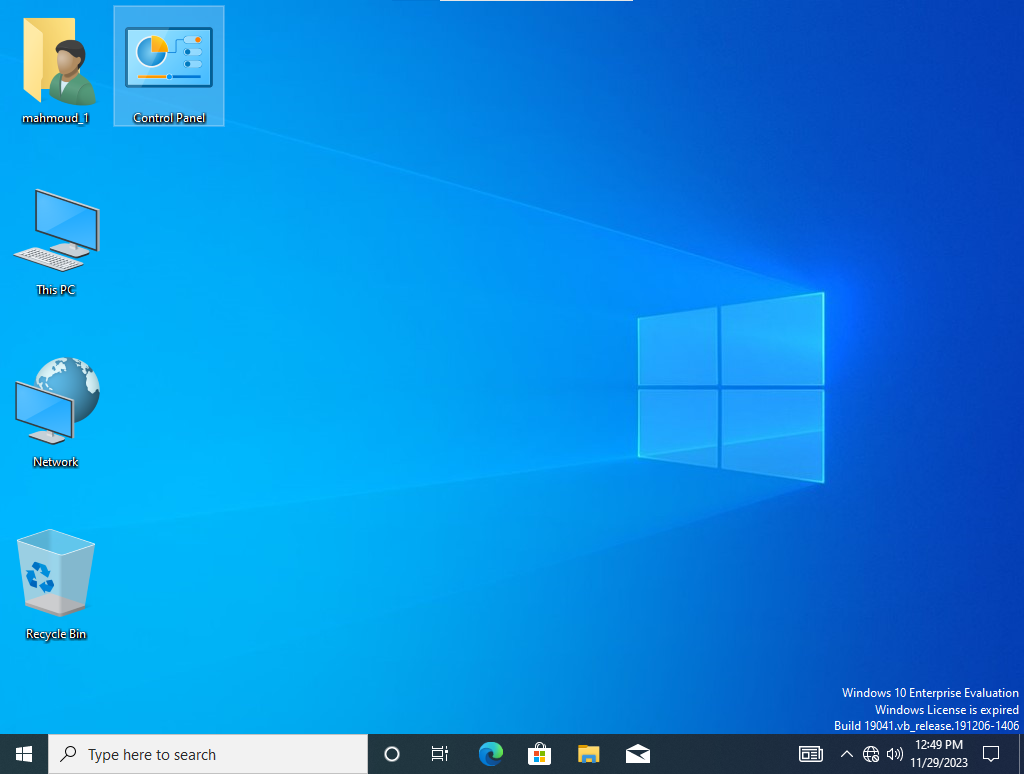 mahmoud_1
Control Panel
This PC
Network
Recycle Bin
Windows 10 Enterprise Evaluation
Windows License is expired
Build 19041.vb_release.191206-1406
Type here to search
12:49 PM
11/29/2023